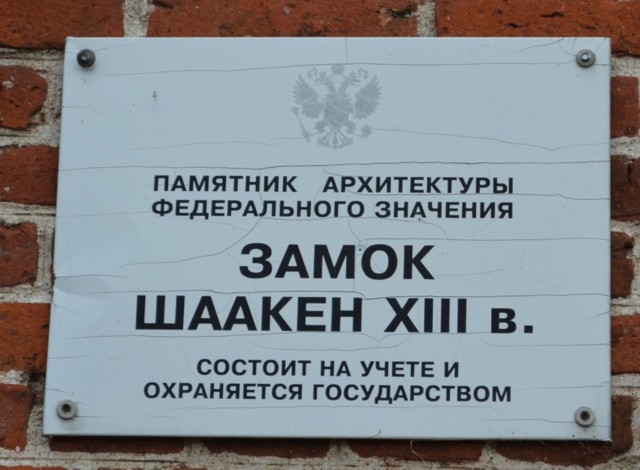 ПАМЯТНИК АРХИТЕКТУРЫ
ФЕДЕРАЛЬНОГО ЗНАЧЕНИЯ
ЗАМОК
ШААКЕН XIII в.
СОСТОИТ НА УЧЕТЕ И
ОХРАНЯЕТСЯ ГОСУДАРСТВОМ